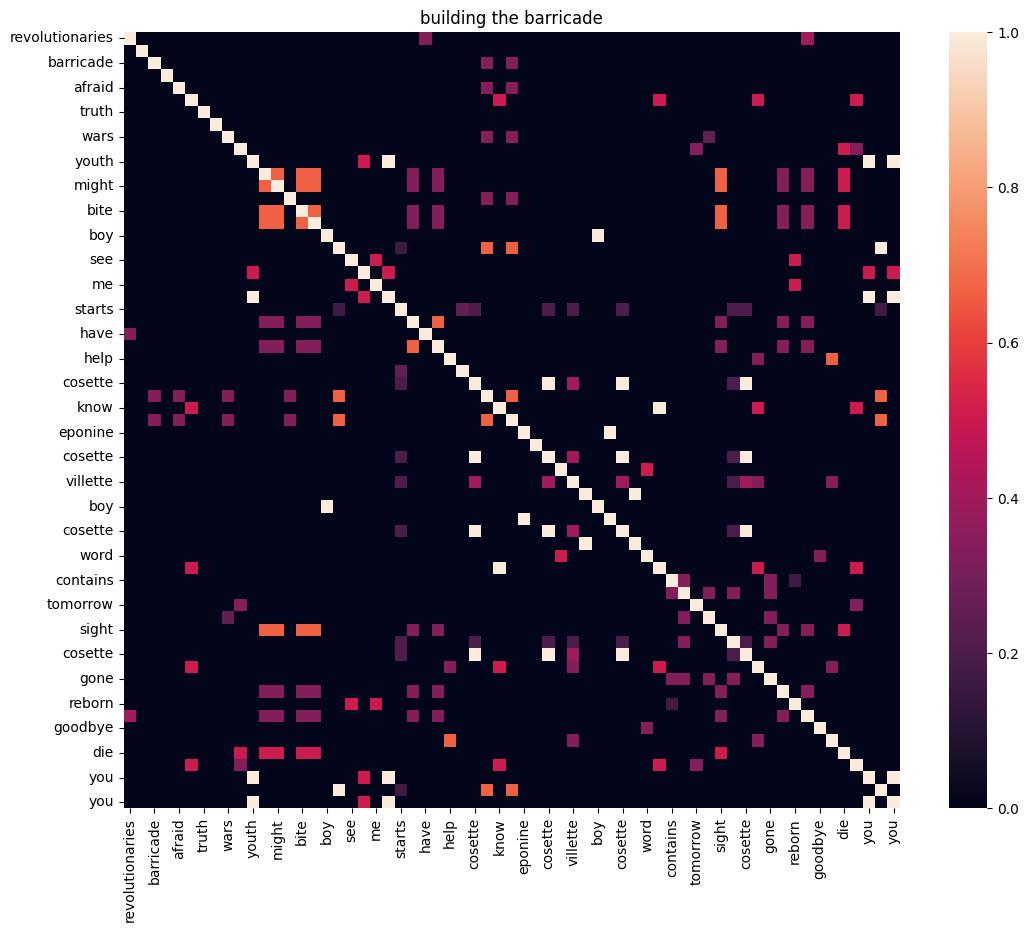 building the barricade
revolutionaries
barricade
afraid
truth
wars
youth
might
bite
boy
see
me
starts
have
help
cosette
know
eponine
cosette
villette
boy
cosette
word
contains
tomorrow
sight
cosette
gone
reborn
goodbye
die
you
you
revolutionaries
barricade
afraid
truth
wars
youth
might
bite
boy
see
me
starts
have
help
cosette
know
eponine
cosette
villette
boy
cosette
word
contains
tomorrow
sight
cosette
gone
reborn
goodbye
die
you
you
1.0
0.8
0.6
0.4
0.2
0.0